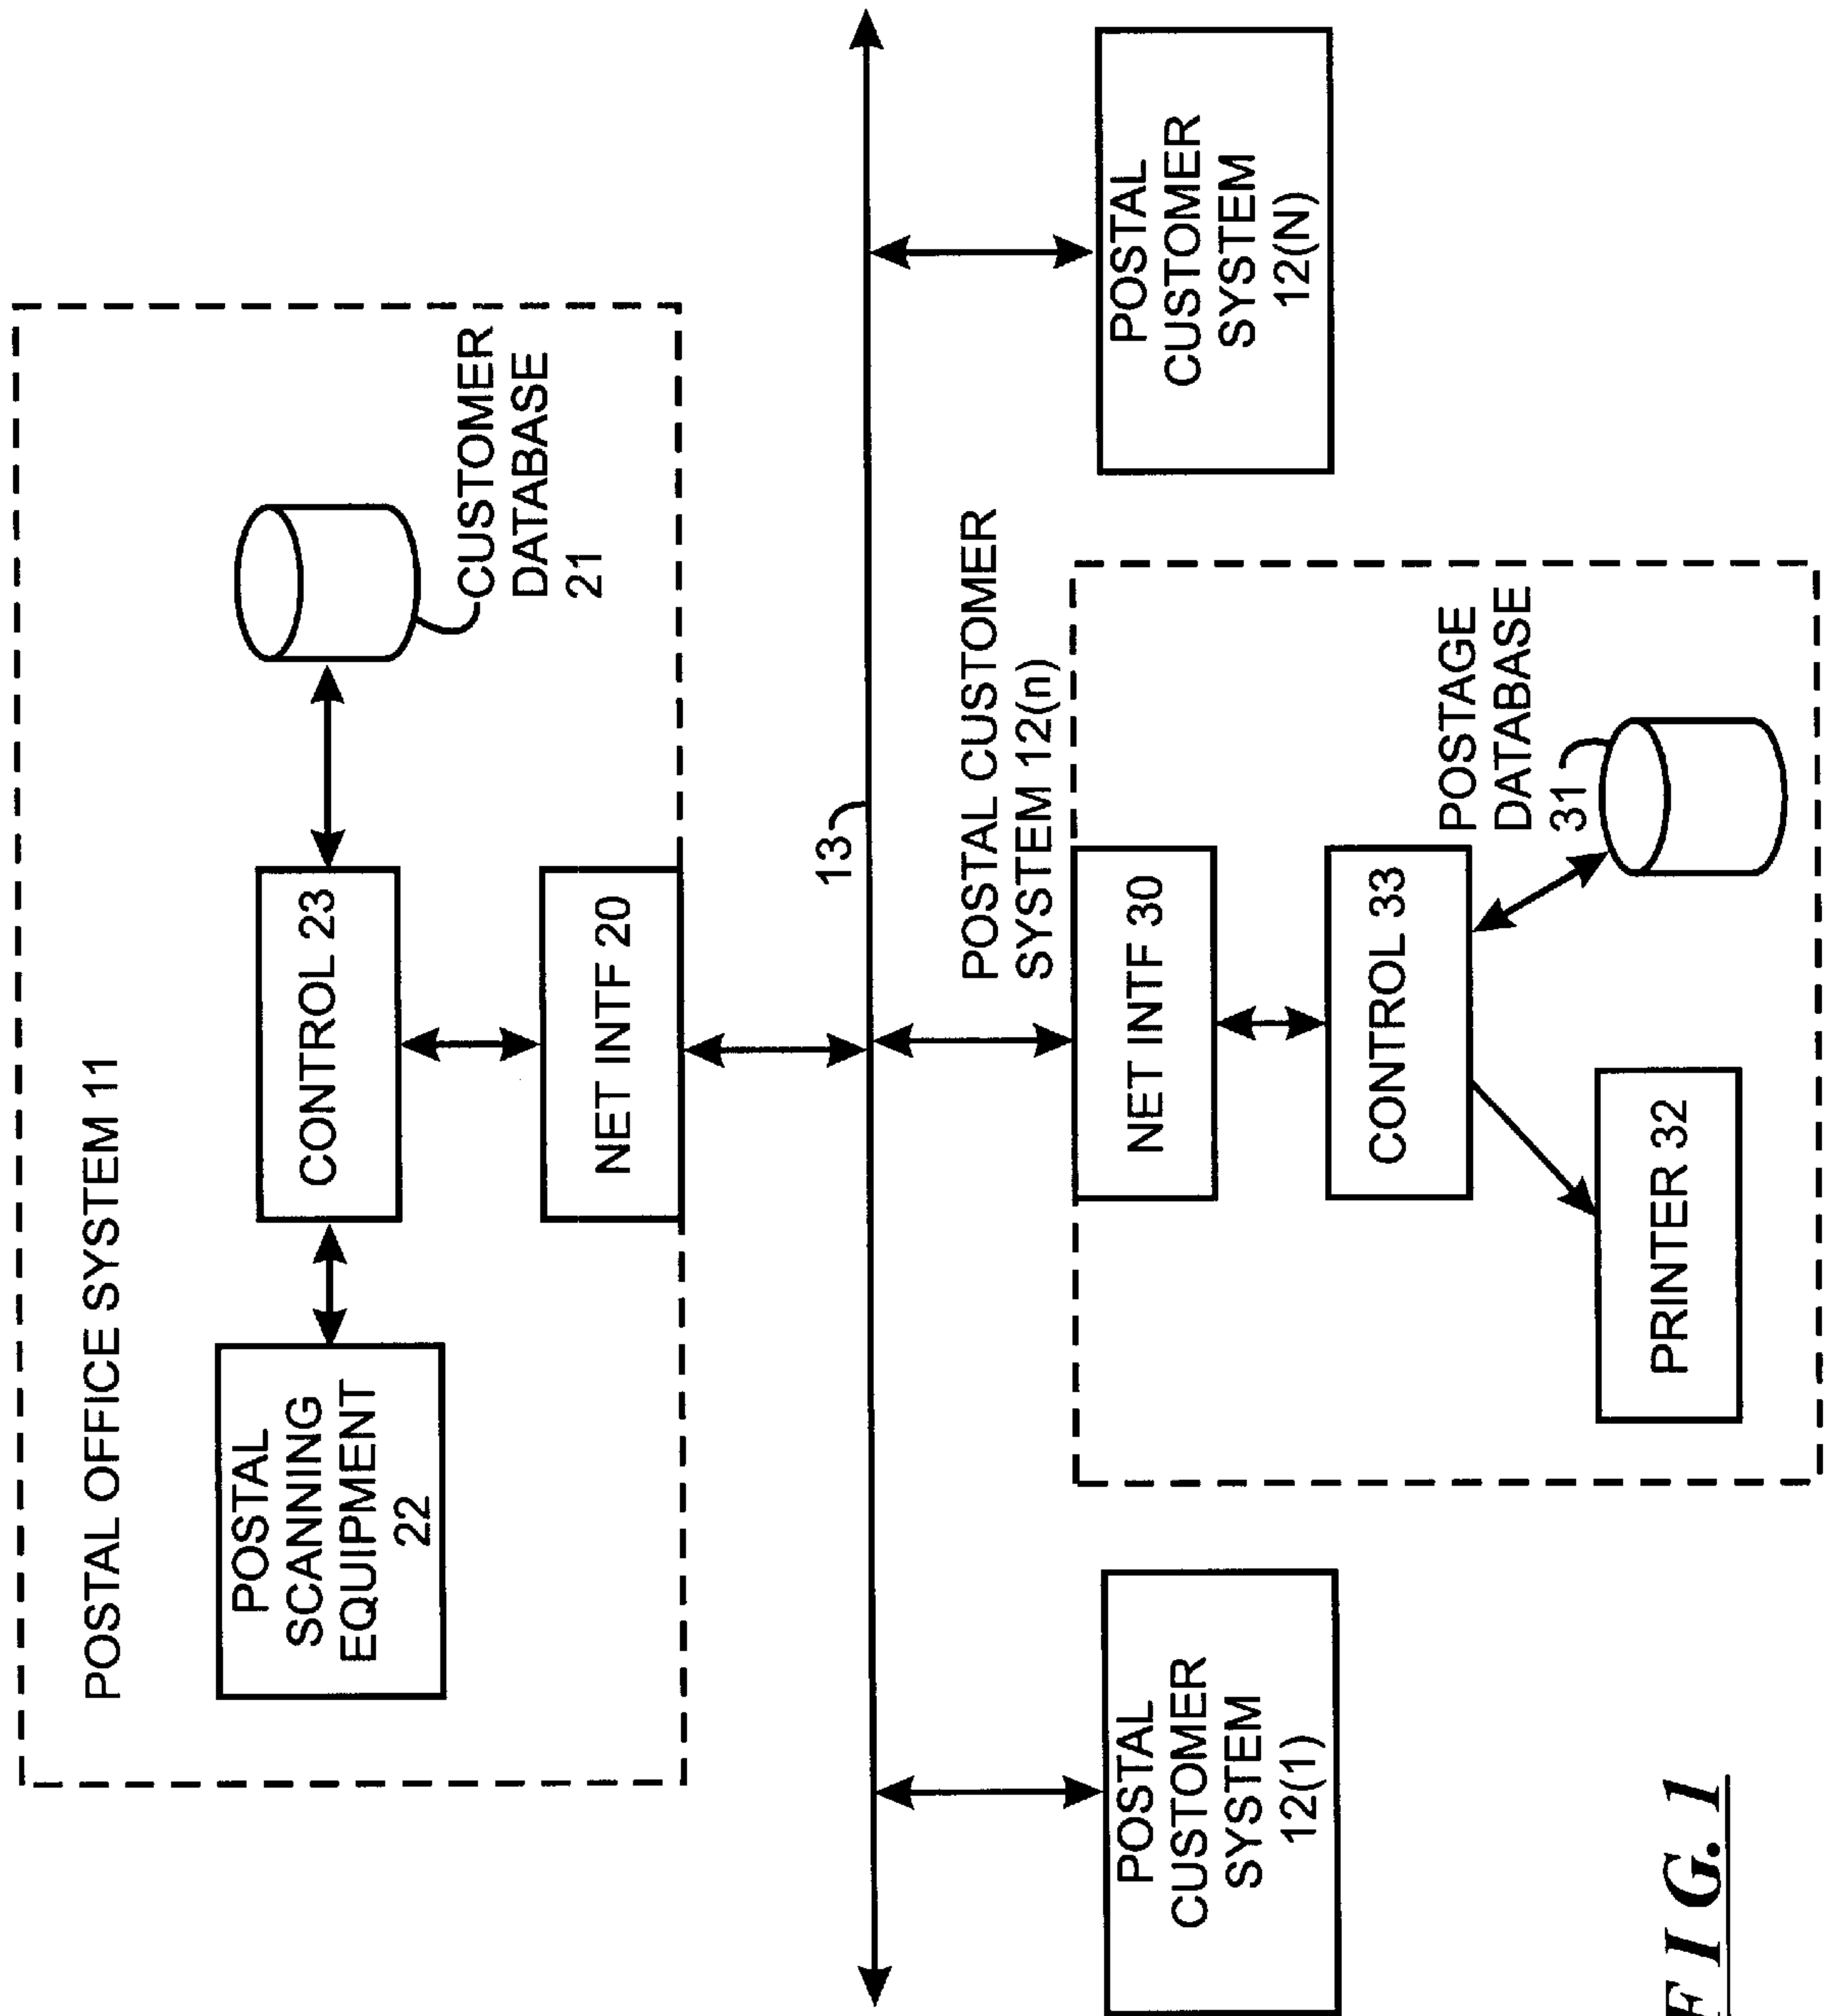 POSTAL OFFICE SYSTEM 11
POSTAL
SCANNING
EQUIPMENT
22
CONTROL 23
CUSTOMER
DATABASE
21
NET INTF 20
13
POSTAL CUSTOMER
SYSTEM 12(n)
POSTAL
CUSTOMER
SYSTEM
12(1)
NET INTF 30
CONTROL 33
POSTAGE
DATABASE
31
PRINTER 32
POSTAL
CUSTOMER
SYSTEM
12(N)
FIG. 1